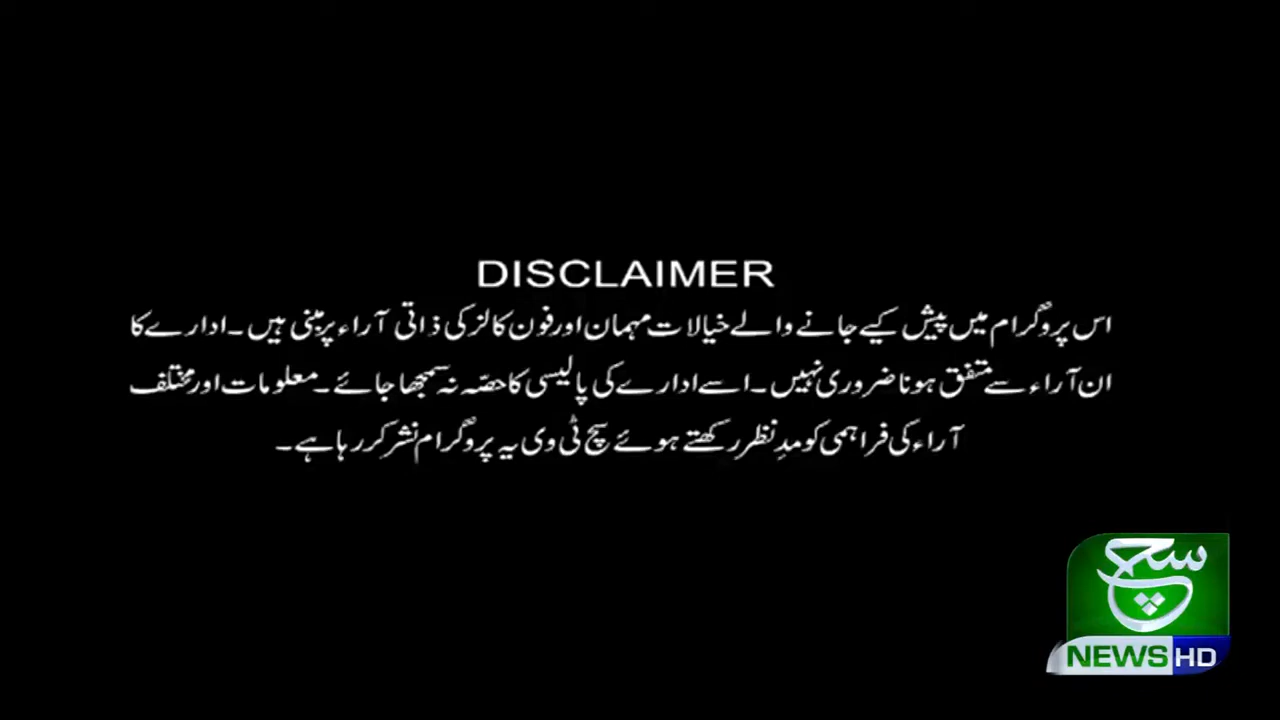 DISCLAIMER
اس پروگرام میں پیش کیے جانے والے خیالات مہمان اور فون کالز کی ذاتی آراء پر مبنی ہیں۔ ادارے کا
ان آراء سے متفق ہونا ضروری نہیں۔ اسے ادارے کی پالیسی کا حصّہ نہ سمجھا جائے۔ معلومات اور مختلف
آراء کی فراہمی کو مدِ نظر رکھتے ہوئے سچ ٹی وی یہ پروگرام نشر کر رہا ہے۔
سچ
NEWS HD